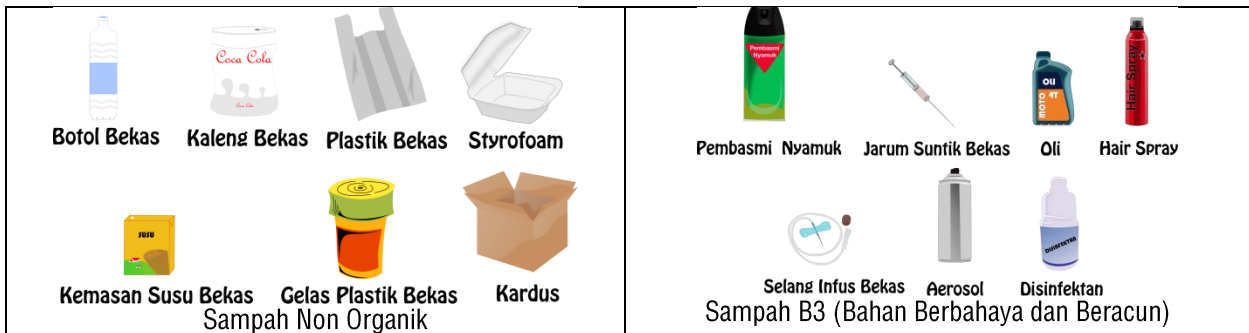 Coca Cola
Coca Cola
Botol Bekas
Kaleng Bekas
Plastik Bekas
Styrofoam
SUSU
Kemasan Susu Bekas
Gelas Plastik Bekas
Kardus
Sampah Non Organik
Pembasmi
Nyamuk
OLI
MOTO 4T
Hair Spray
Pembasmi Nyamuk
Jarum Suntik Bekas
Oli
Hair Spray
DISINFEKTAN
Selang Infus Bekas
Aerosol
Disinfektan
Sampah B3 (Bahan Berbahaya dan Beracun)